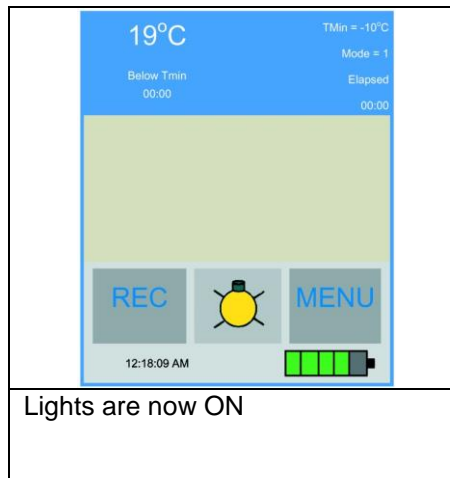 19°C
TMin = -10°C
Mode = 1
Below Tmin
00:00
Elapsed
00:00
REC
MENU
12:18:09 AM
Lights are now ON